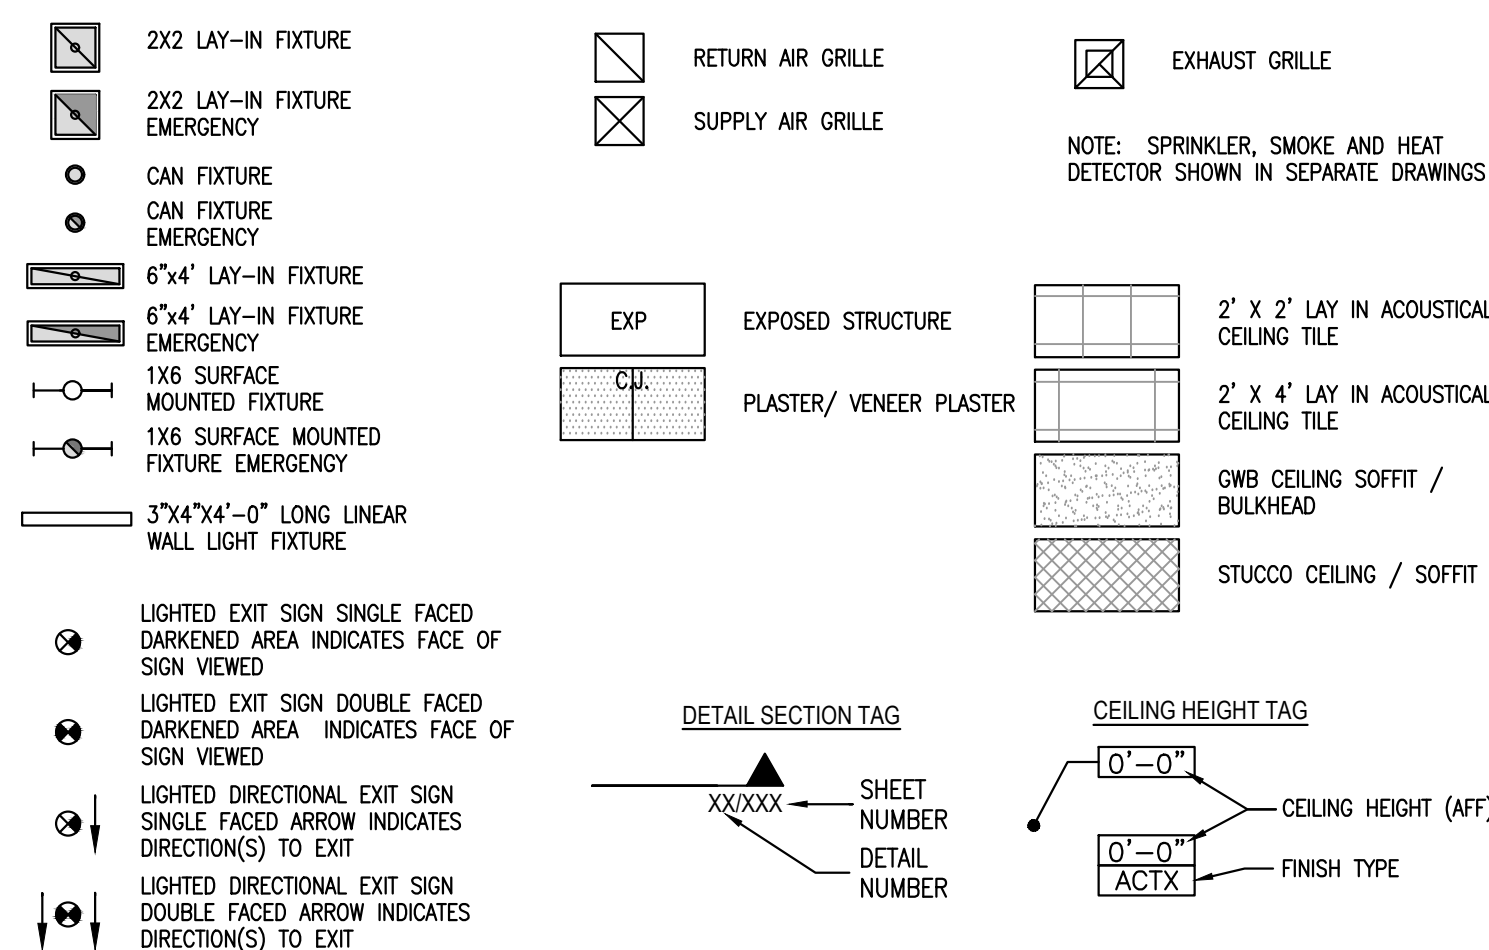 2X2 LAY-IN FIXTURE
2X2 LAY-IN FIXTURE
EMERGENCY
CAN FIXTURE
CAN FIXTURE
EMERGENCY
6"x4' LAY-IN FIXTURE
6"x4' LAY-IN FIXTURE
EMERGENCY
1X6 SURFACE
MOUNTED FIXTURE
1X6 SURFACE MOUNTED
FIXTURE EMERGENGY
3"X4"X4'-0" LONG LINEAR
WALL LIGHT FIXTURE
LIGHTED EXIT SIGN SINGLE FACED
DARKENED AREA INDICATES FACE OF
SIGN VIEWED
LIGHTED EXIT SIGN DOUBLE FACED
DARKENED AREA INDICATES FACE OF
SIGN VIEWED
LIGHTED DIRECTIONAL EXIT SIGN
SINGLE FACED ARROW INDICATES
DIRECTION(S) TO EXIT
LIGHTED DIRECTIONAL EXIT SIGN
DOUBLE FACED ARROW INDICATES
DIRECTION(S) TO EXIT
RETURN AIR GRILLE
SUPPLY AIR GRILLE
EXHAUST GRILLE
NOTE: SPRINKLER, SMOKE AND HEAT
DETECTOR SHOWN IN SEPARATE DRAWINGS
EXP
EXPOSED STRUCTURE
C.J.
PLASTER/ VENEER PLASTER
2' X 2' LAY IN ACOUSTICAL
CEILING TILE
2' X 4' LAY IN ACOUSTICAL
CEILING TILE
GWB CEILING SOFFIT /
BULKHEAD
STUCCO CEILING / SOFFIT
DETAIL SECTION TAG
XX/XXX
SHEET
NUMBER
DETAIL
NUMBER
CEILING HEIGHT TAG
0'-0"
CEILING HEIGHT (AFF)
0'-0"
ACTX
FINISH TYPE